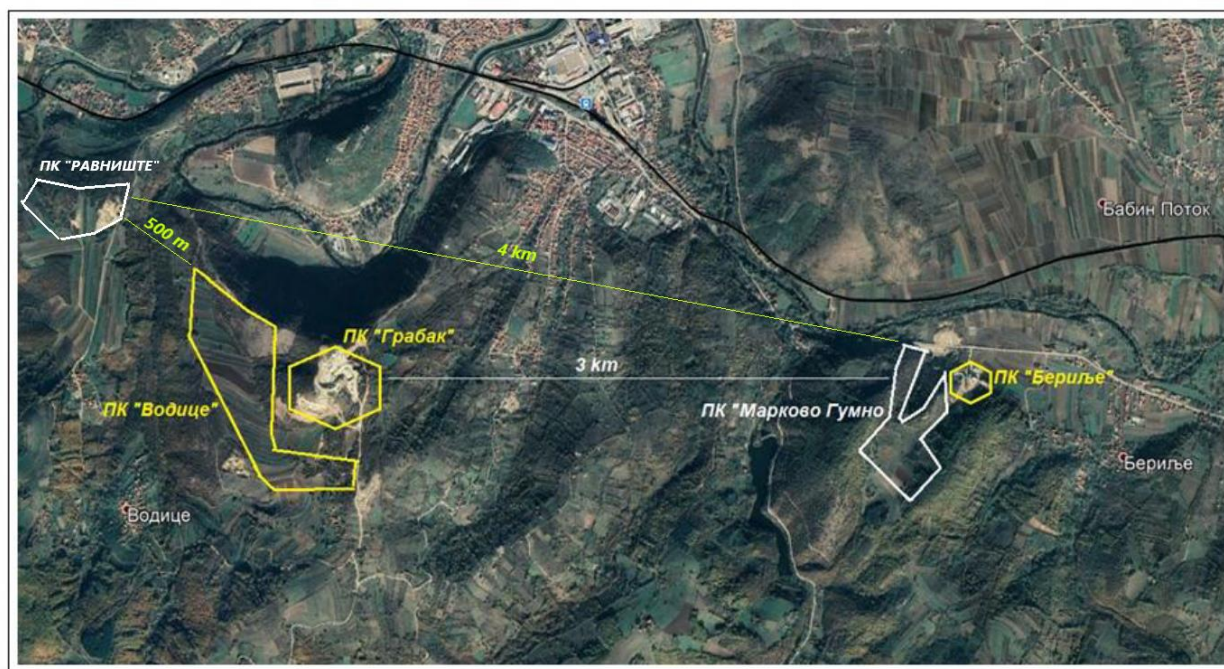 ПК "РАВНИШТЕ"
500 m
4 km
Бабин Поток
ПК "Грабак"
3 km
ПК "Бериље"
ПК "Водице"
ПК "Марково Гумно
Бериље
Водице